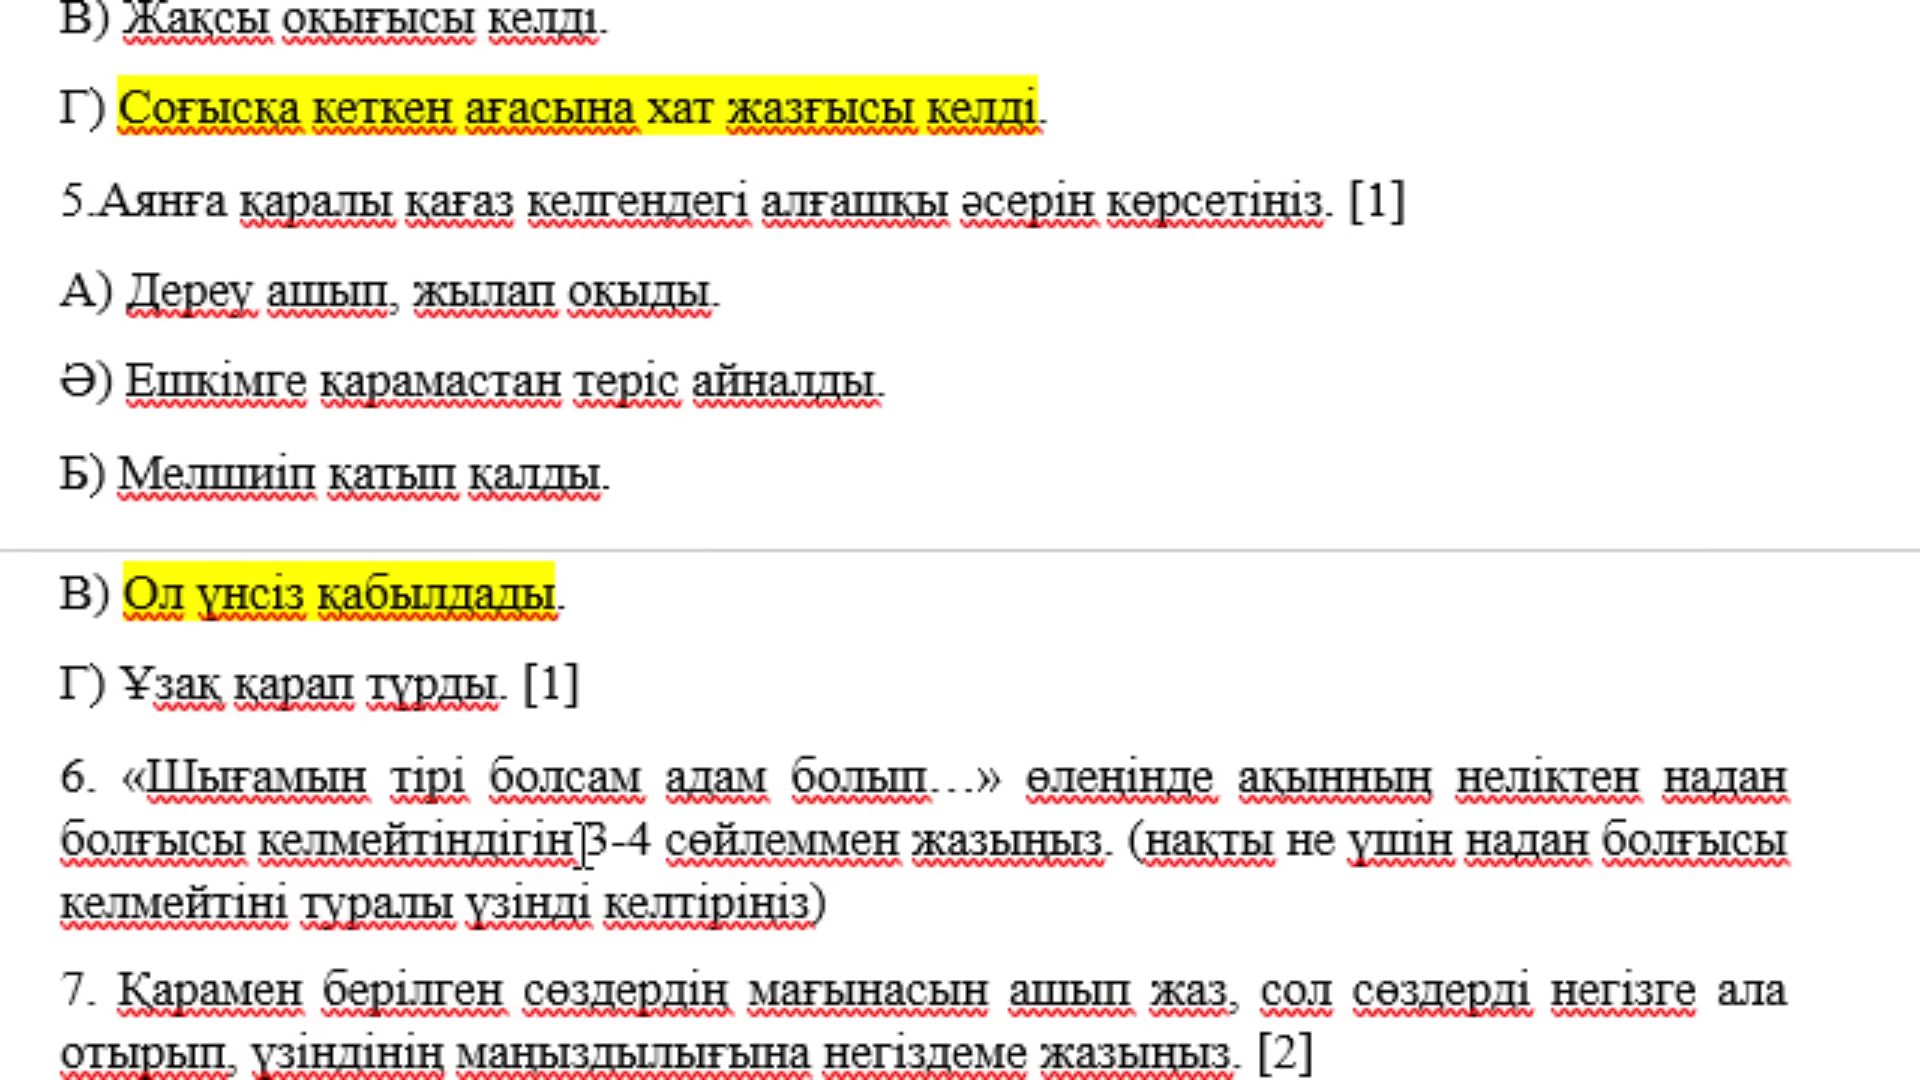 В) Жақсы оқығысы келді.
Г) Соғысқа кеткен ағасына хат жазғысы келді.
5.Аянға қаралы қағаз келгендегі алғашқы әсерін көрсетіңіз. [1]
А) Дереу ашып, жылап оқыды.
Ә) Ешкімге қарамастан теріс айналды.
Б) Мелшиіп қатып қалды.
В) Ол үнсіз қабылдады.
Г) Ұзақ қарап тұрды. [1]
6. «Шығамын тірі болсам адам болып…» өлеңінде ақынның неліктен надан
болғысы келмейтіндігін 3-4 сөйлеммен жазыңыз. (нақты не үшін надан болғысы
келмейтіні туралы үзінді келтіріңіз)
7. Қарамен берілген сөздердің мағынасын ашып жаз, сол сөздерді негізге ала
отырып, үзіндінің маңыздылығына негіздеме жазыңыз. [2]